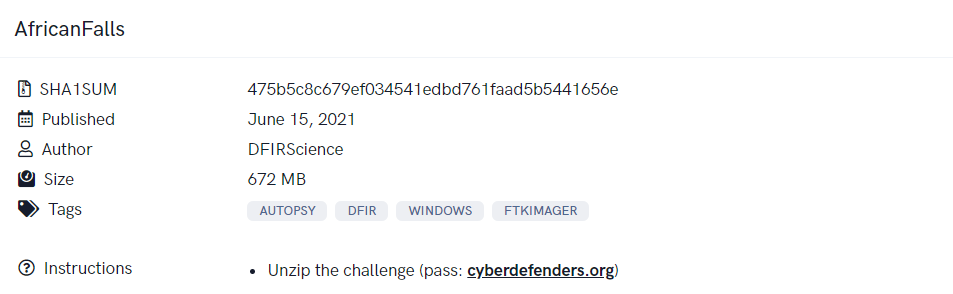 AfricanFalls
SHA1SUM 475b5c8c679ef034541edbd761faad5b5441656e
Published June 15, 2021
Author DFIRScience
Size 672 MB
Tags AUTOPSY DFIR WINDOWS FTKIMAGER
Instructions • Unzip the challenge (pass: cyberdefenders.org)